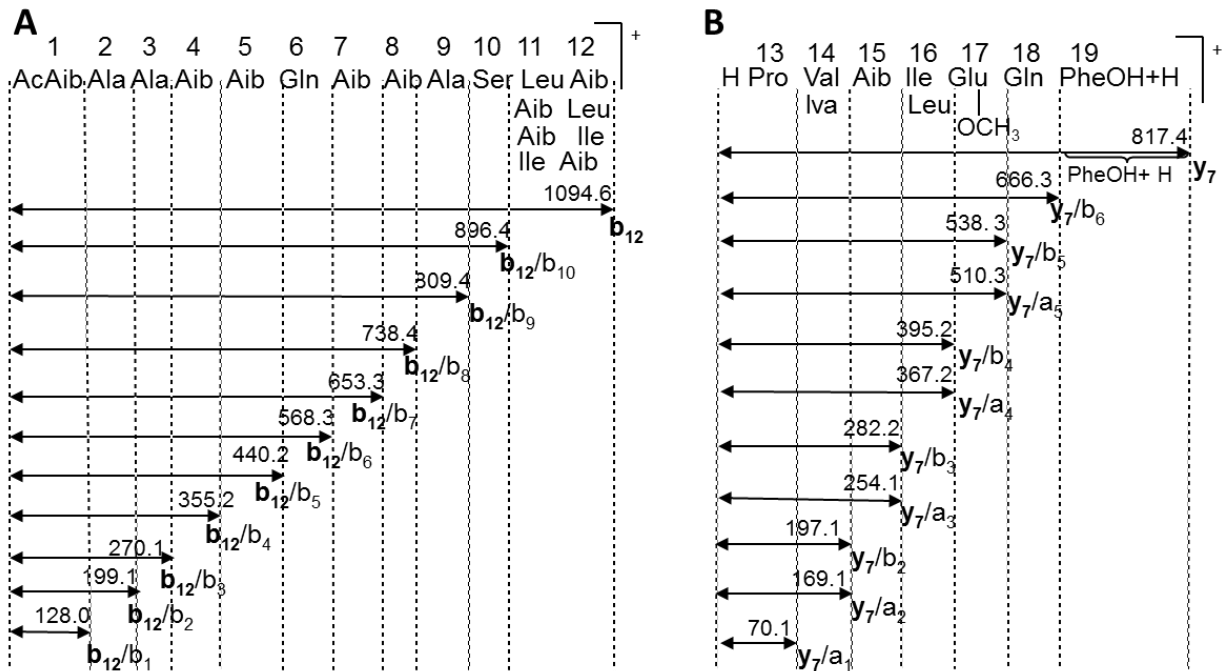 A
1 2 3 4 5 6 7 8 9 10 11 12
AcAib Ala Ala Aib Aib Gln Aib Aib Ala Ser Leu Aib
Aib Leu
Aib Ile
Ile Aib
+
1094.6
b12
896.4
b12/b10
809.4
b12/b9
738.4
b12/b8
653.3
b12/b7
568.3
b12/b6
440.2
b12/b5
355.2
b12/b4
270.1
b12/b3
199.1
b12/b2
128.0
b12/b1
B
13 14 15 16 17 18 19
H Pro Val Aib Ile Glu Gln PheOH+H
Iva Leu
OCH3
+
817.4
PheOH+ H
y7
666.3
y7/b6
538.3
y7/b5
510.3
y7/a5
395.2
y7/b4
367.2
y7/a4
282.2
y7/b3
254.1
y7/a3
197.1
y7/b2
169.1
y7/a2
70.1
y7/a1